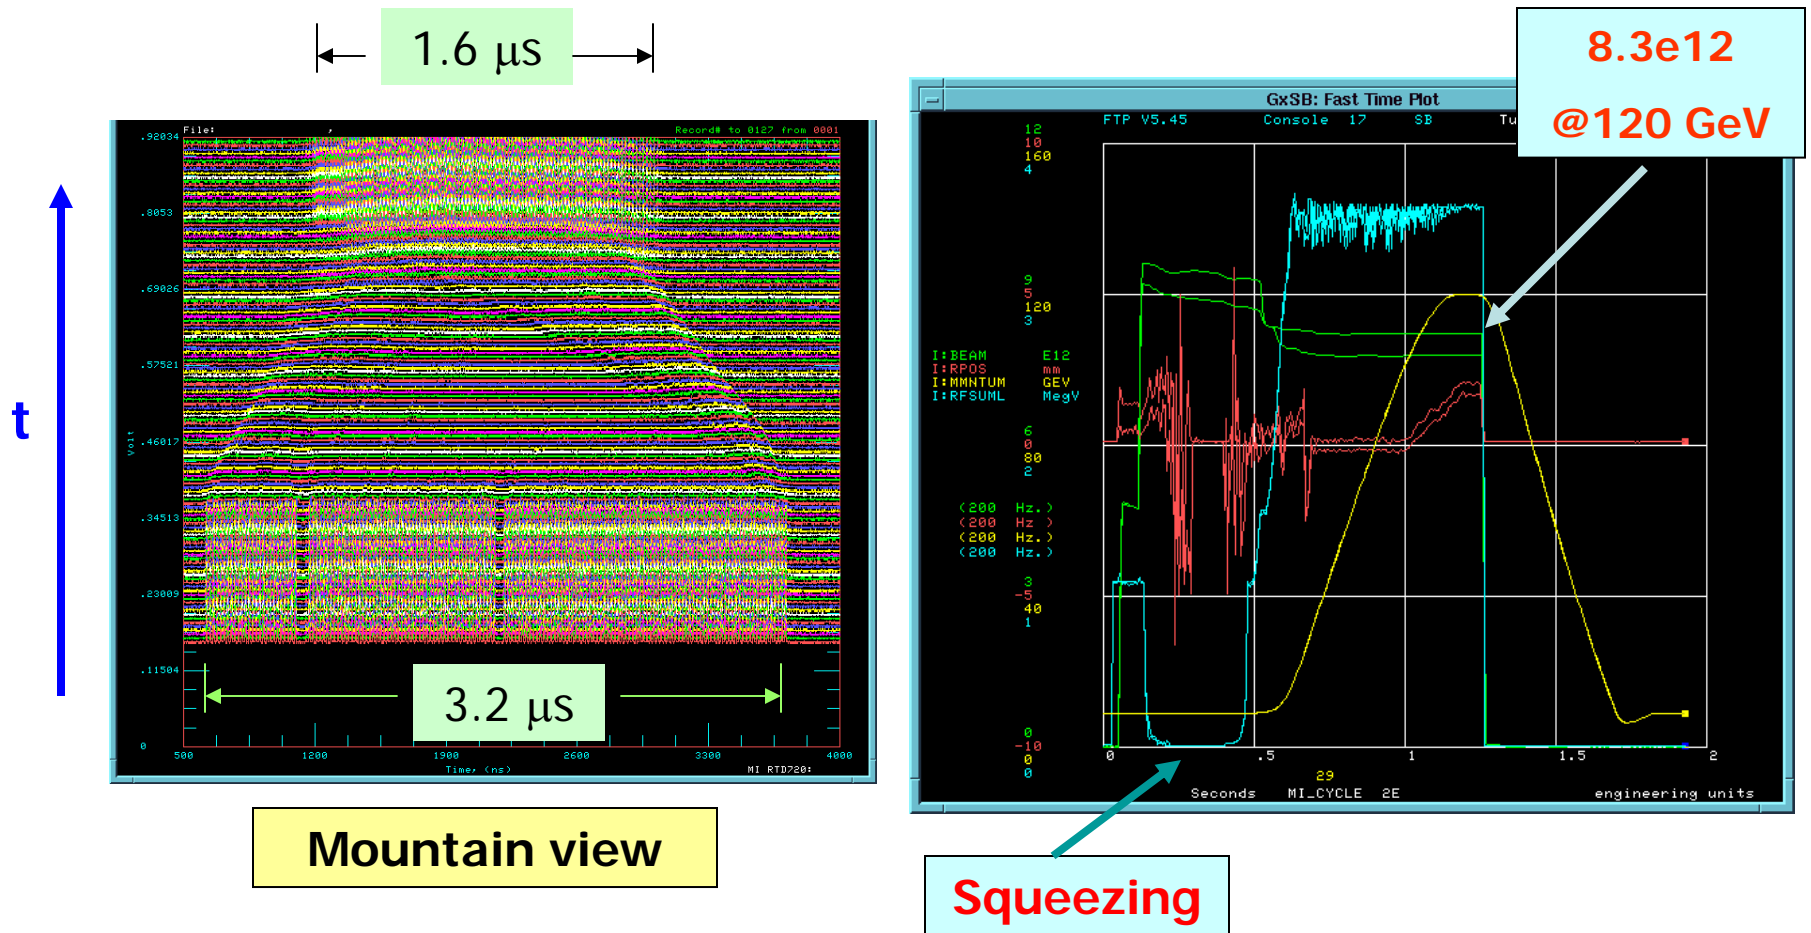 1.6 μs
8.3e12
@120 GeV
File: ,
Record# to 0127 from 0001
.92034
.8053
.69026
.57521
.46017
.34513
.23009
.11504
0
Volt
500 1200 1900 2600 3300 4000
Time, (ns)
MI RTD720:
t
3.2 μs
Mountain view
GxSB: Fast Time Plot
FTP V5.45 Console 17 SB Tu
12
10
160
4
9
5
120
3
I:BEAM E12
I:RPOS mm
I:MMNTUM GEV
I:RFSUML MegV
6
0
80
2
(200 Hz.)
(200 Hz )
(200 Hz.)
(200 Hz.)
3
-5
40
1
0
-10
0
0
0 .5 1 1.5 2
29
Seconds MI_CYCLE 2E engineering units
Squeezing